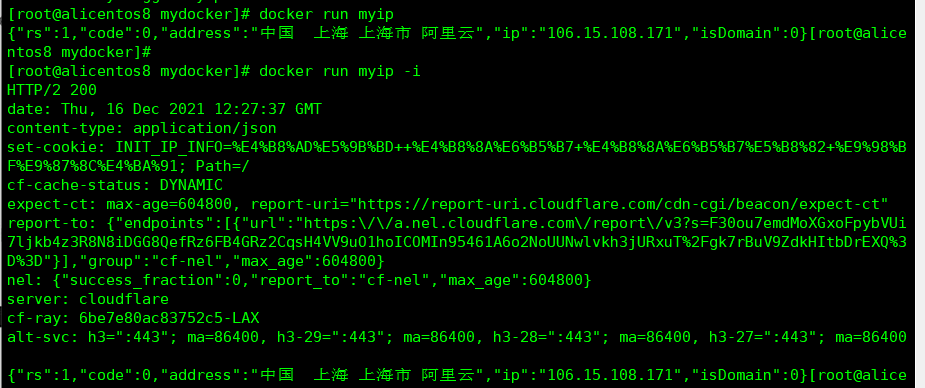 [root@alicentos8 mydocker]# docker run myip
{"rs":1,"code":0,"address":"中国  上海 上海市 阿里云","ip":"106.15.108.171","isDomain":0}[root@alice
ntos8 mydocker]#
[root@alicentos8 mydocker]# docker run myip -i
HTTP/2 200
date: Thu, 16 Dec 2021 12:27:37 GMT
content-type: application/json
set-cookie: INIT_IP_INFO=%E4%B8%AD%E5%9B%BD++%E4%B8%8A%E6%B5%B7+%E4%B8%8A%E6%B5%B7%E5%B8%82+%E9%98%B
F%E9%87%8C%E4%BA%91; Path=/
cf-cache-status: DYNAMIC
expect-ct: max-age=604800, report-uri="https://report-uri.cloudflare.com/cdn-cgi/beacon/expect-ct"
report-to: {"endpoints":[{"url":"https:\/\/a.nel.cloudflare.com\/report\/v3?s=F30ou7emdMoXGxoFpybVUi
7ljkb4z3R8N8iDGG8QefRz6FB4GRz2CqsH4VV9uO1hoICOMIn95461A6o2NoUUNwlvkh3jURxuT%2Fgk7rBuV9ZdkHItbDrEXQ%3
D%3D"}],"group":"cf-nel","max_age":604800}
nel: {"success_fraction":0,"report_to":"cf-nel","max_age":604800}
server: cloudflare
cf-ray: 6be7e80ac83752c5-LAX
alt-svc: h3=":443"; ma=86400, h3-29=":443"; ma=86400, h3-28=":443"; ma=86400, h3-27=":443"; ma=86400
{"rs":1,"code":0,"address":"中国  上海 上海市 阿里云","ip":"106.15.108.171","isDomain":0}[root@alice